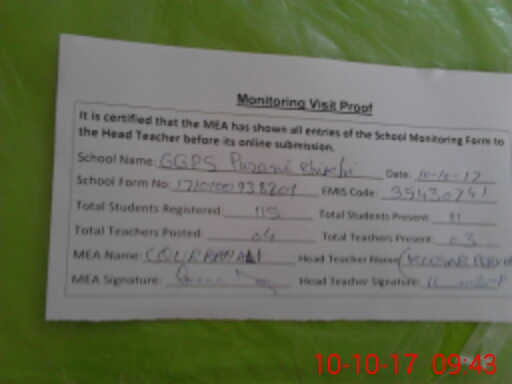 Monitoring Visit Proof
It is certified that the MEA has shown all entries of the School Monitoring Form to
the Head Teacher before its online submission.
School Name: GGPS Date: 10-10-17
School Form No: EMIS Code:
Total Students Registered: 115 Total Students Present:
Total Teachers Posted: 04 Total Teachers Present: 03
MEA Name: Head Teacher Name:
MEA Signature: Head Teacher Signature:
10-10-17 09:43